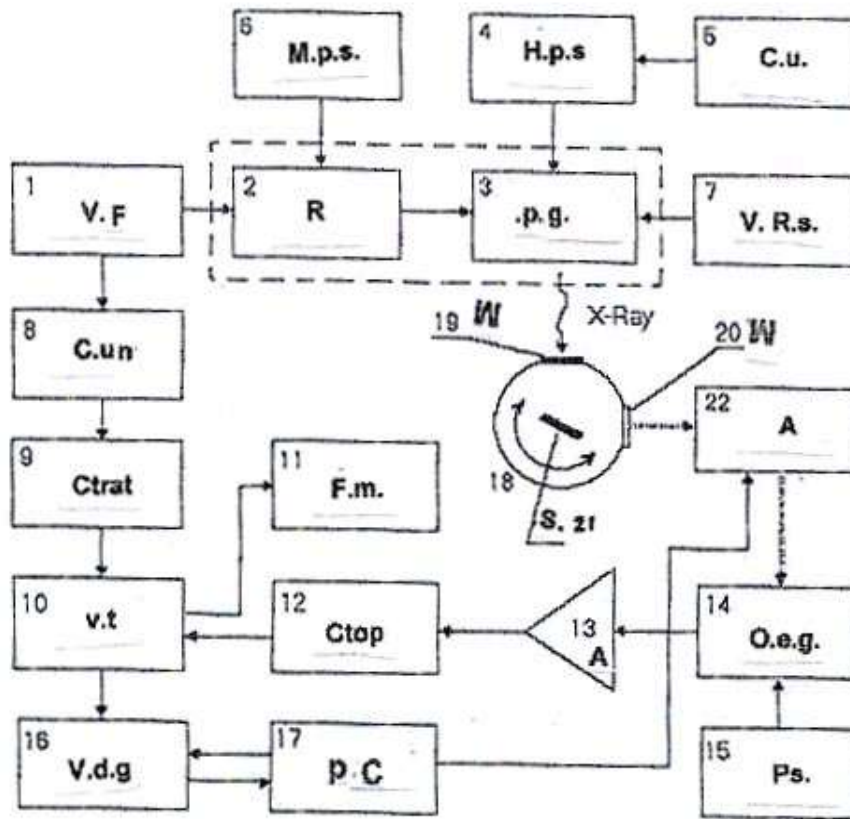 6
M.p.s.
4
H.p.s
5
C.u.
1
V.F
2
R
3
.p.g.
7
V. R.s.
X-Ray
8
C.un
19 W
20 W
22
A
9
Ctrat
11
F.m.
18
S. 21
10
v.t
12
Ctop
13
A
14
O.e.g.
16
V.d.g
17
p.C
15
Ps.